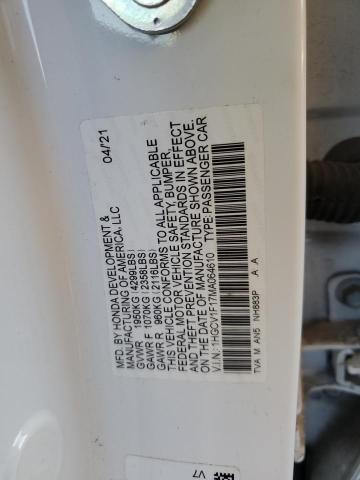 MFD. BY HONDA DEVELOPMENT & 04/21
MANUFACTURING OF AMERICA, LLC
GVWR 1950KG (4299LBS)
GAWR F 1070KG (2358LBS)
GAWR R 960KG (2116LBS)
THIS VEHICLE CONFORMS TO ALL APPLICABLE
FEDERAL MOTOR VEHICLE SAFETY, BUMPER,
AND THEFT PREVENTION STANDARDS IN EFFECT
ON THE DATE OF MANUFACTURE SHOWN ABOVE.
V.I.N.: 1HGCV1F17MA064610 TYPE: PASSENGER CAR
TVA M AN5 NH883P A A
V7